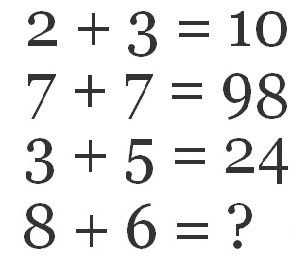 2 + 3 = 10
7 + 7 = 98
3 + 5 = 24
8 + 6 = ?